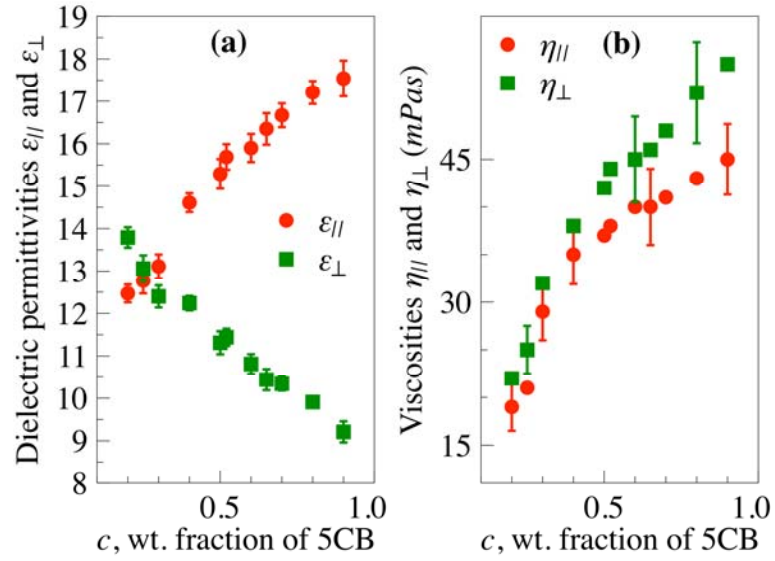 (a)
19
18
17
16
15
14
13
12
11
10
9
8
0.5
1.0
Dielectric permittivities ε// and ε⊥
ε//
ε⊥
c, wt. fraction of 5CB
(b)
η//
η⊥
45
30
15
0.5
1.0
Viscosities η// and η⊥ (mPas)
c, wt. fraction of 5CB